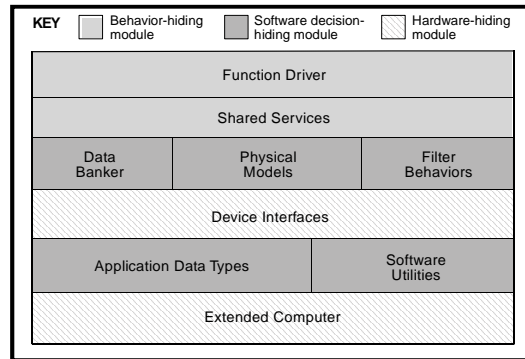 KEY
Behavior-hiding
module
Software decision-
hiding module
Hardware-hiding
module
Function Driver
Shared Services
Data
Banker
Physical
Models
Filter
Behaviors
Device Interfaces
Application Data Types
Software
Utilities
Extended Computer